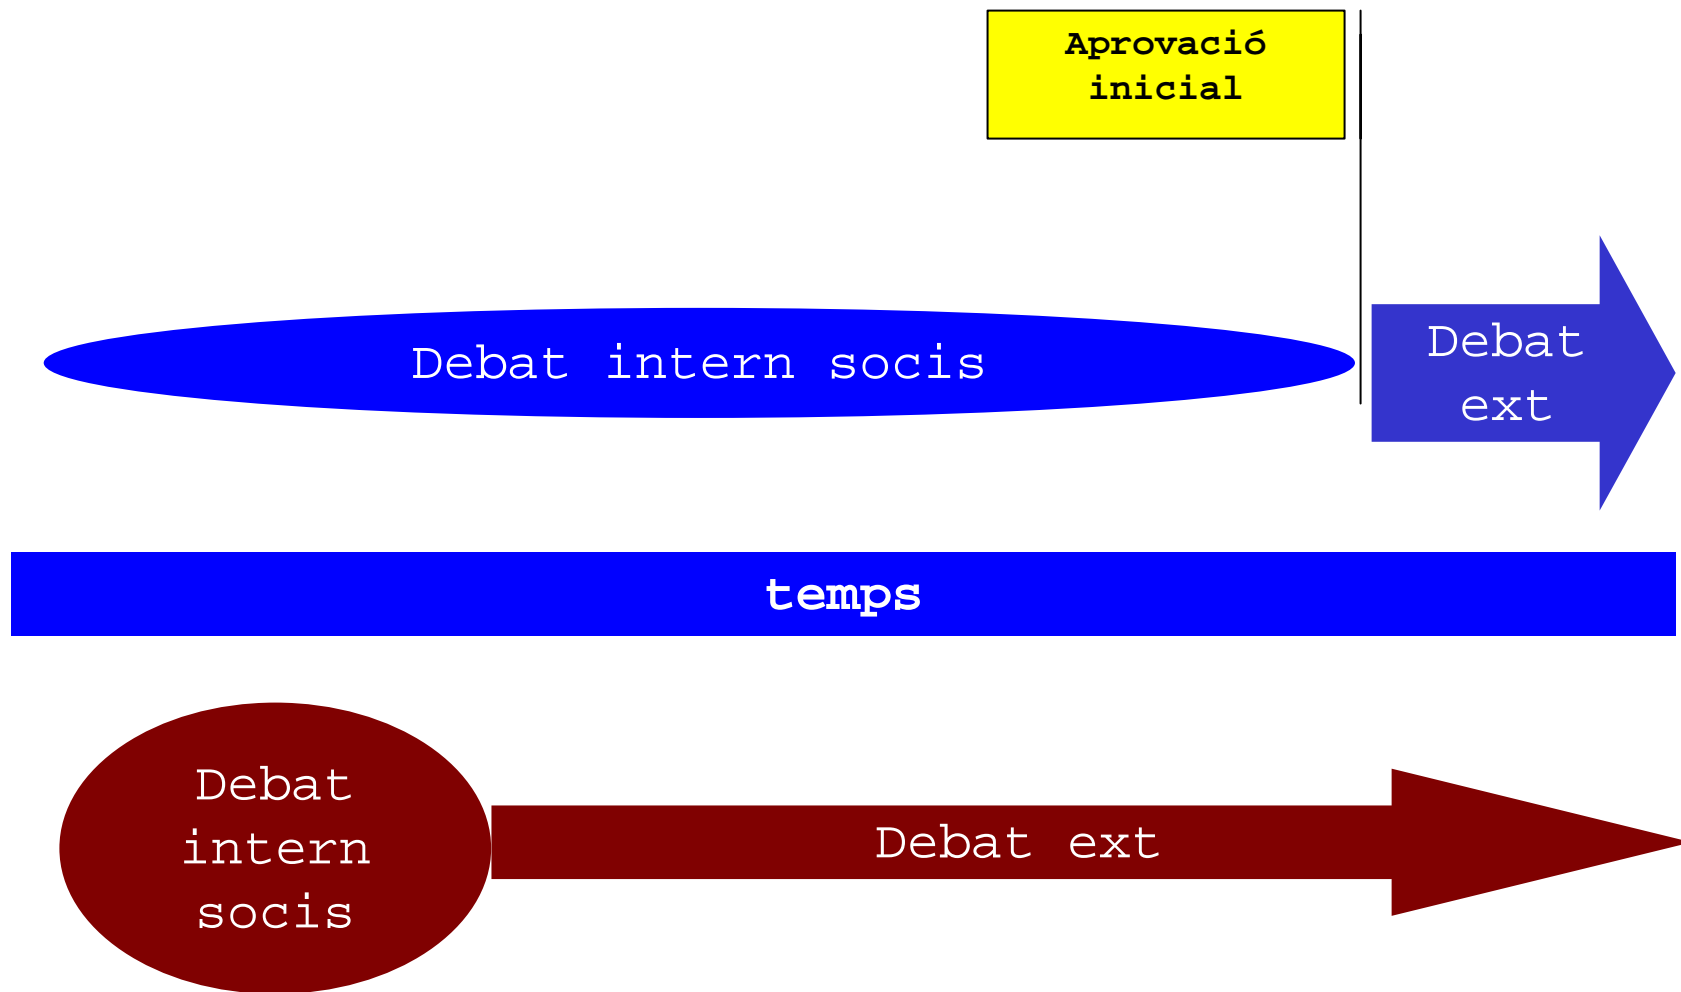 Aprovació
inicial
Debat intern socis
Debat
ext
temps
Debat
intern
socis
Debat ext